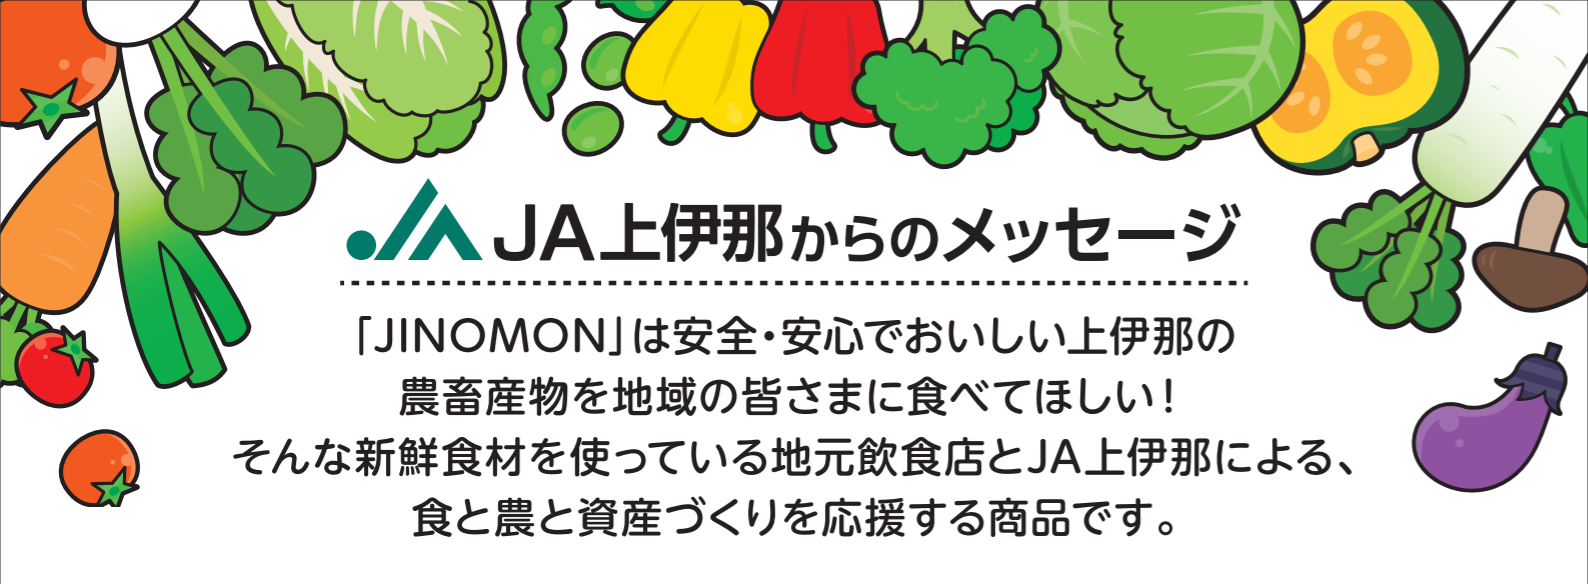 JA上伊那からのメッセージ
「JINOMON」は安全・安心でおいしい上伊那の
農畜産物を地域の皆さまに食べてほしい！
そんな新鮮食材を使っている地元飲食店とJA上伊那による、
食と農と資産づくりを応援する商品です。